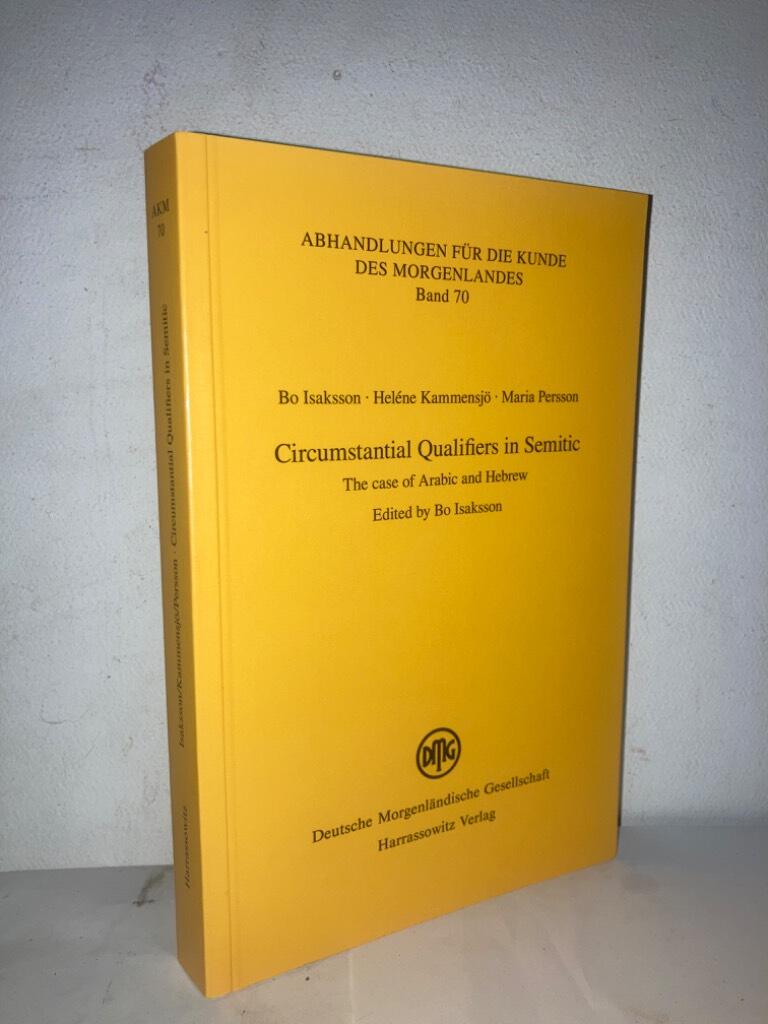 AKM
70
Isaksson/Kammensjö/Persson · Circumstantial Qualifiers in Semitic
Harrassowitz
ABHANDLUNGEN FÜR DIE KUNDE
DES MORGENLANDES
Band 70
Bo Isaksson · Heléne Kammensjö · Maria Persson
Circumstantial Qualifiers in Semitic
The case of Arabic and Hebrew
Edited by Bo Isaksson
DMG
Deutsche Morgenländische Gesellschaft
Harrassowitz Verlag